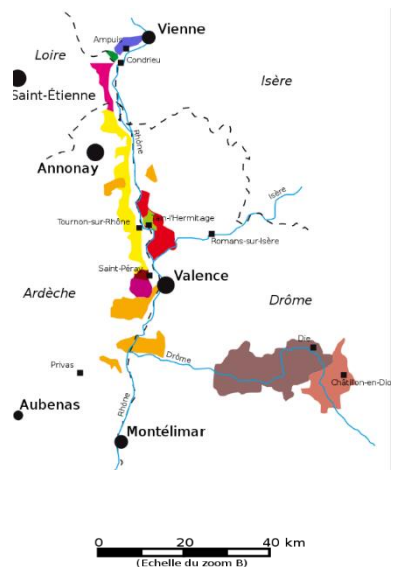 Vienne
Loire
Ampuis
Condrieu
Isère
Saint-Étienne
Rhône
Annonay
Isère
Tain-l'Hermitage
Tournon-sur-Rhône
Romans-sur-Isère
Saint-Péray
Valence
Ardèche
Drôme
Die
Drôme
Privas
Châtillon-en-Dio
Aubenas
Rhône
Montélimar
0 20 40 km
(Echelle du zoom B)